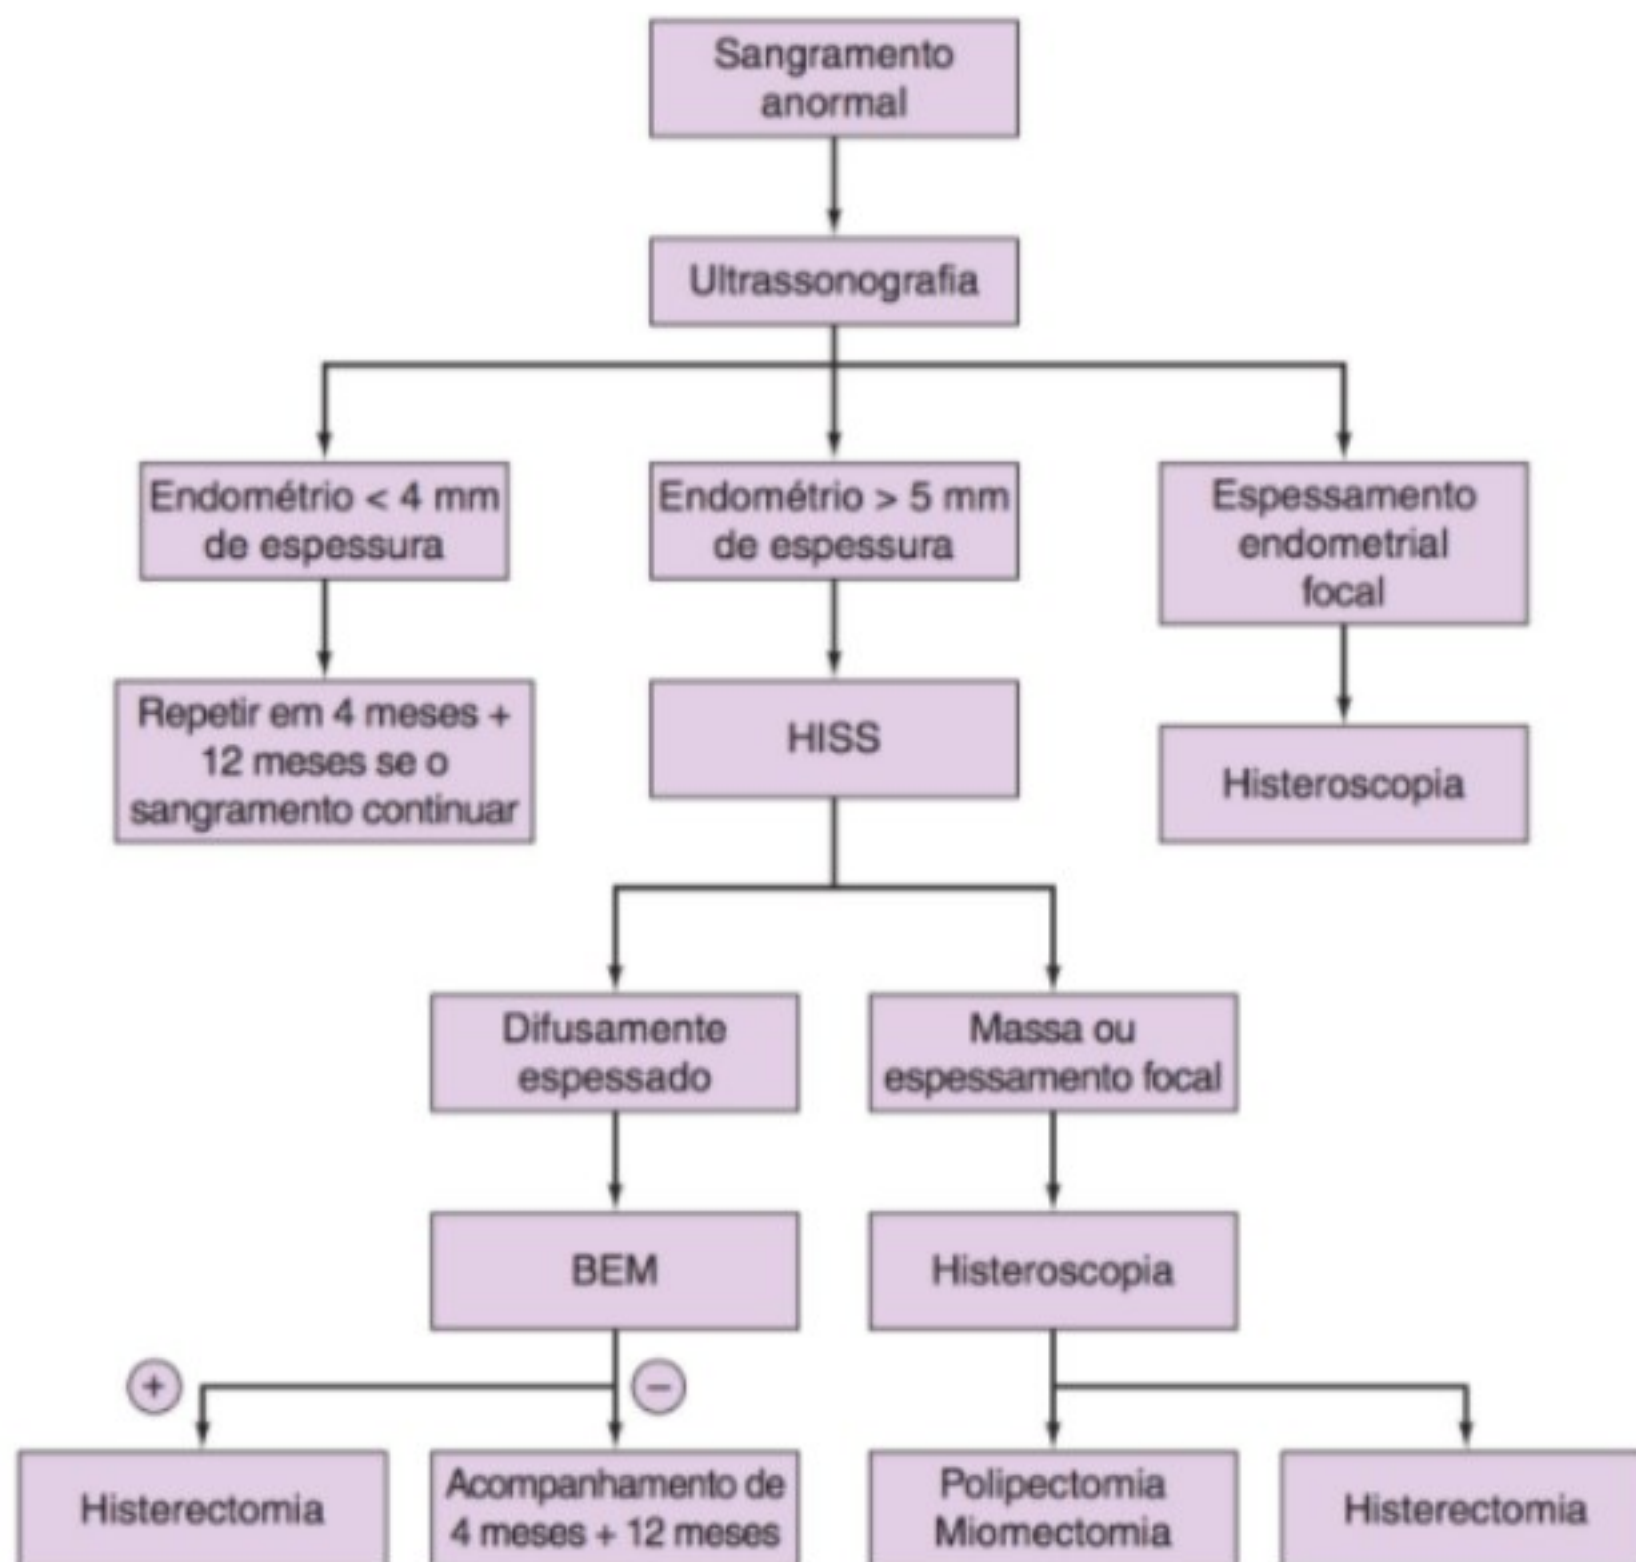 Sangramento
anormal
Ultrassonografia
Endométrio < 4 mm
de espessura
Endométrio > 5 mm
de espessura
Espessamento
endometrial
focal
Repetir em 4 meses +
12 meses se o
sangramento continuar
HISS
Histeroscopia
Difusamente
espessado
Massa ou
espessamento focal
BEM
Histeroscopia
+
−
Histerectomia
Acompanhamento de
4 meses + 12 meses
Polipectomia
Miomectomia
Histerectomia